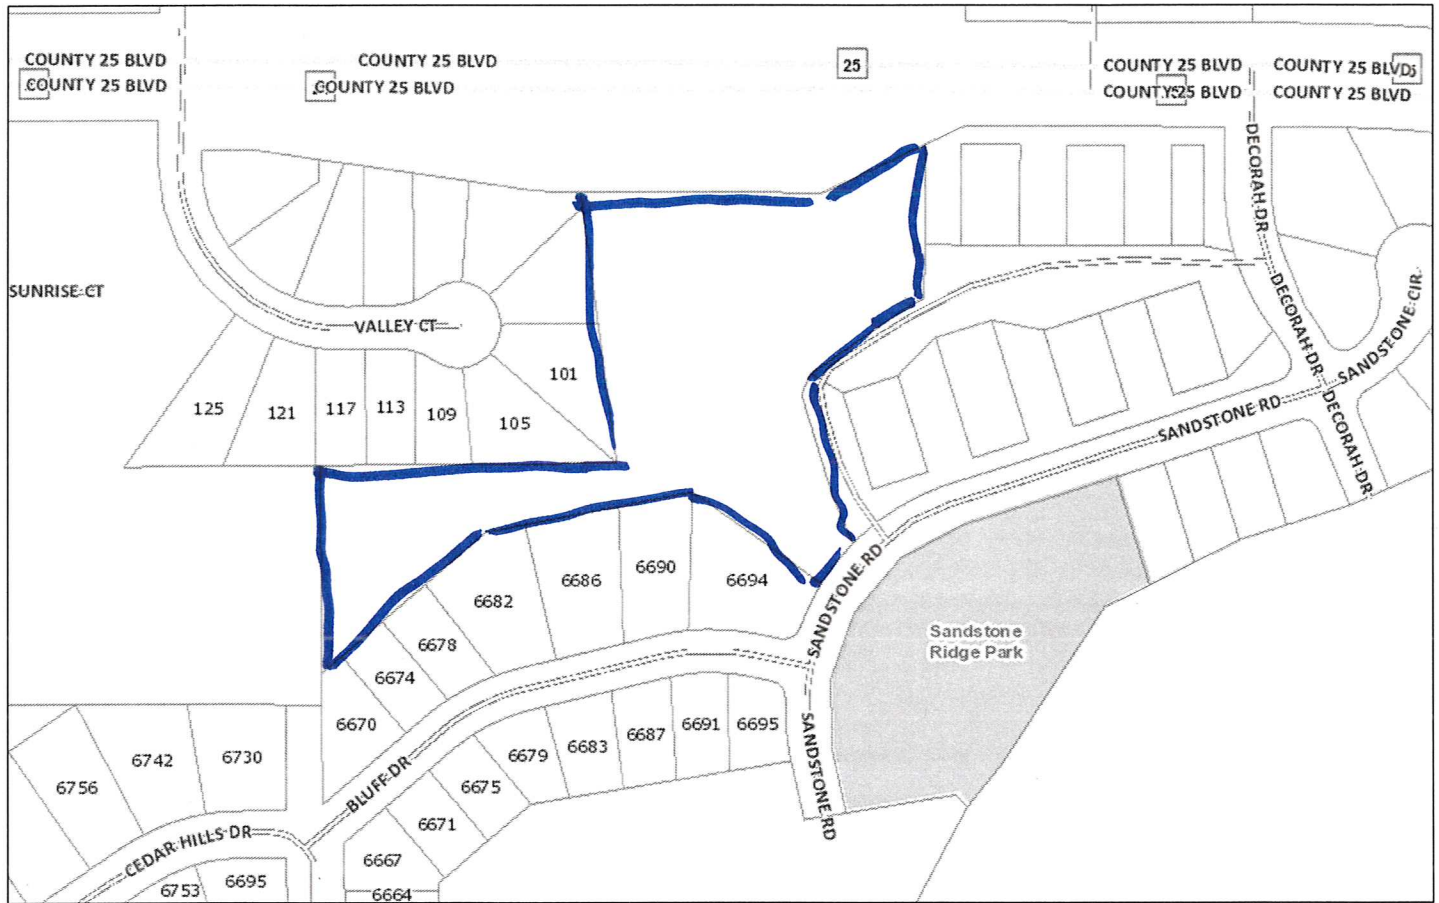 COUNTY 25 BLVD
COUNTY 25 BLVD
COUNTY 25 BLVD
COUNTY 25 BLVD
25
COUNTY 25 BLVD
COUNTY 25 BLVD
COUNTY 25 BLVD
COUNTY 25 BLVD
DECORAH DR
SUNRISE CT
VALLEY CT
DECORAH DR
SANDSTONE CIR
101
125
121
117
113
109
105
SANDSTONE RD
DECORAH DR
6682
6686
6690
6694
SANDSTONE RD
6678
6674
6670
Sandstone
Ridge Park
6756
6742
6730
BLUFF DR
6679
6683
6687
6691
6695
SANDSTONE RD
6675
6671
6667
6664
CEDAR HILLS DR
6753
6695